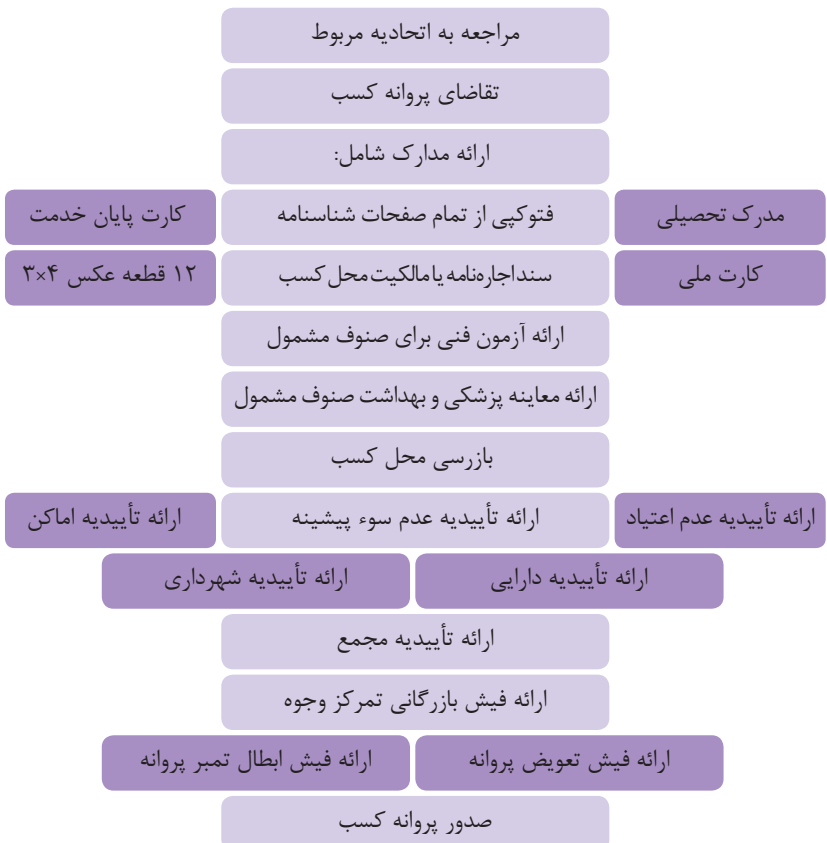 مراجعه به اتحادیه مربوط
تقاضای پروانه کسب
ارائه مدارک شامل:
مدرک تحصیلی
فتوکپی از تمام صفحات شناسنامه
کارت پایان خدمت
کارت ملی
سند اجاره‌نامه یا مالکیت محل کسب
۱۲ قطعه عکس ۴×۳
ارائه آزمون فنی برای صنوف مشمول
ارائه معاینه پزشکی و بهداشت صنوف مشمول
بازرسی محل کسب
ارائه تأییدیه عدم اعتیاد
ارائه تأییدیه عدم سوء پیشینه
ارائه تأییدیه اماکن
ارائه تأییدیه دارایی
ارائه تأییدیه شهرداری
ارائه تأییدیه مجمع
ارائه فیش بازرگانی تمرکز وجوه
ارائه فیش تعویض پروانه
ارائه فیش ابطال تمبر پروانه
صدور پروانه کسب